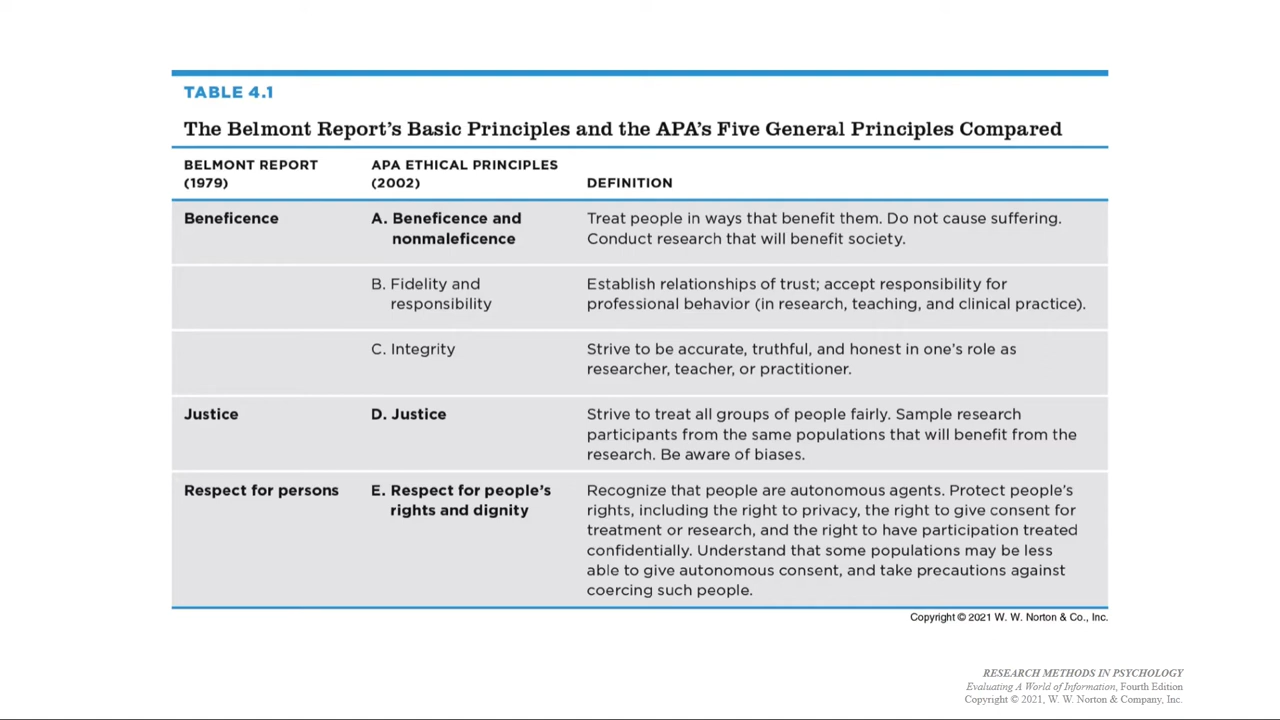 TABLE 4.1
The Belmont Report's Basic Principles and the APA's Five General Principles Compared
BELMONT REPORT
(1979)
APA ETHICAL PRINCIPLES
(2002)
DEFINITION
Beneficence
A. Beneficence and
nonmaleficence
Treat people in ways that benefit them. Do not cause suffering.
Conduct research that will benefit society.
B. Fidelity and
responsibility
Establish relationships of trust; accept responsibility for
professional behavior (in research, teaching, and clinical practice).
C. Integrity
Strive to be accurate, truthful, and honest in one's role as
researcher, teacher, or practitioner.
Justice
D. Justice
Strive to treat all groups of people fairly. Sample research
participants from the same populations that will benefit from the
research. Be aware of biases.
Respect for persons
E. Respect for people's
rights and dignity
Recognize that people are autonomous agents. Protect people's
rights, including the right to privacy, the right to give consent for
treatment or research, and the right to have participation treated
confidentially. Understand that some populations may be less
able to give autonomous consent, and take precautions against
coercing such people.
Copyright © 2021 W. W. Norton & Co., Inc.
RESEARCH METHODS IN PSYCHOLOGY
Evaluating A World of Information, Fourth Edition
Copyright © 2021, W. W. Norton & Company, Inc.